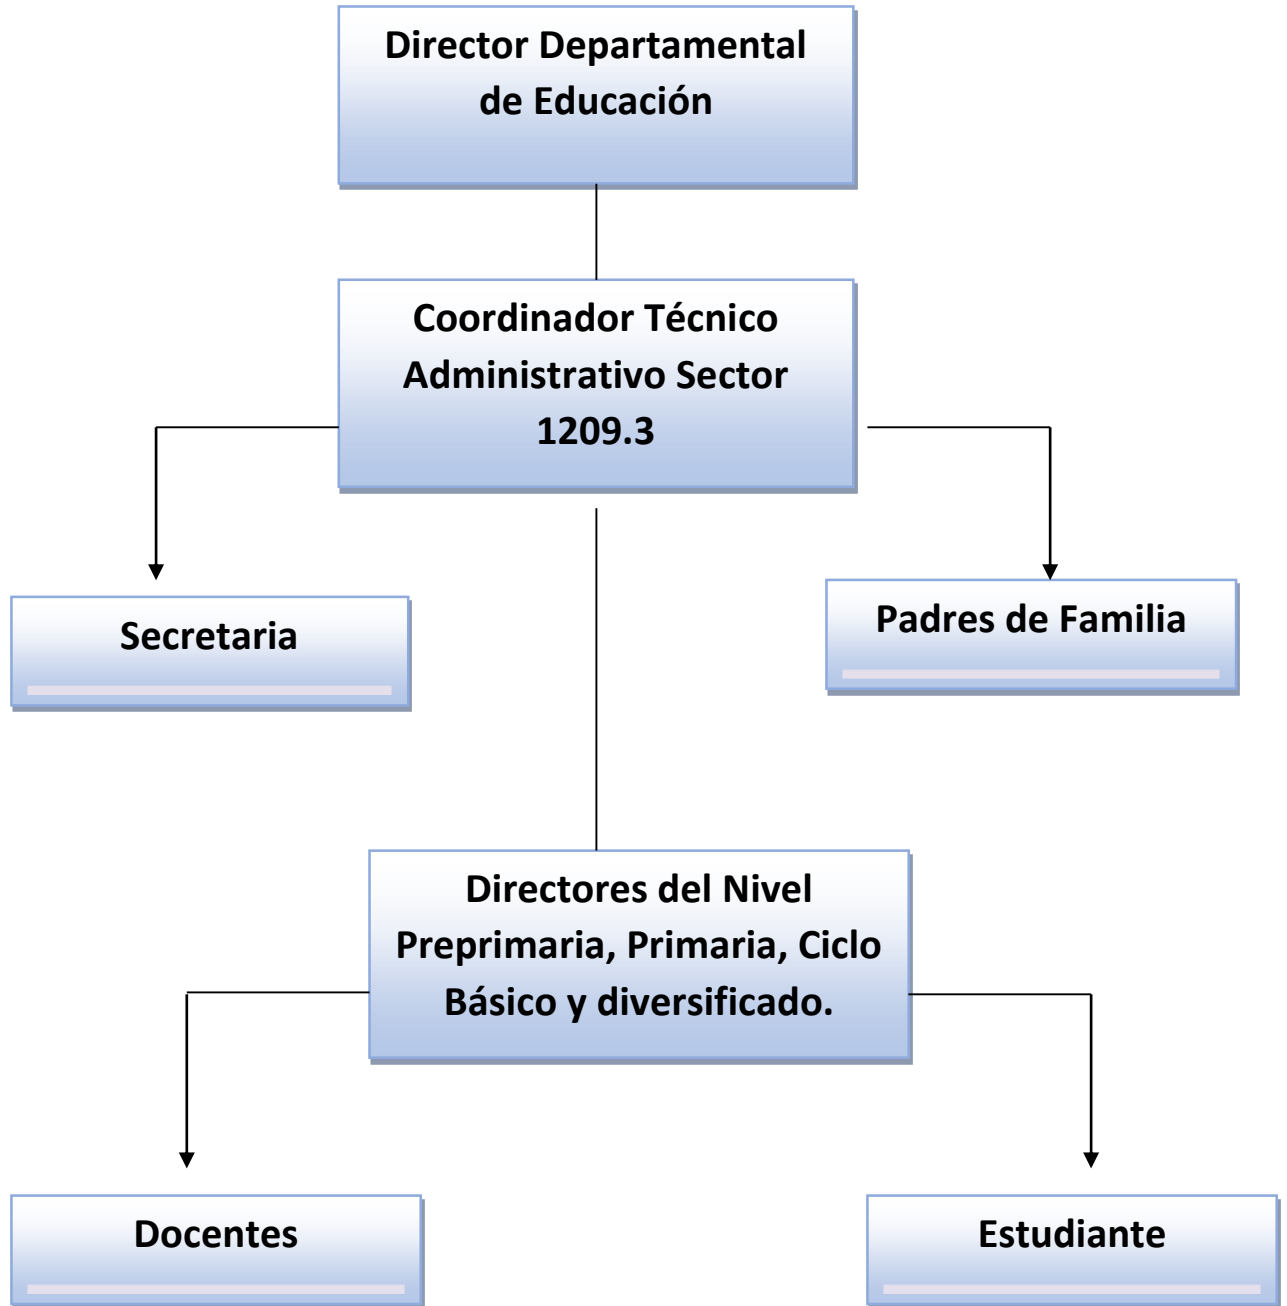 Director Departamental
de Educación
Coordinador Técnico
Administrativo Sector
1209.3
Secretaria
Padres de Familia
Directores del Nivel
Preprimaria, Primaria, Ciclo
Básico y diversificado.
Docentes
Estudiante